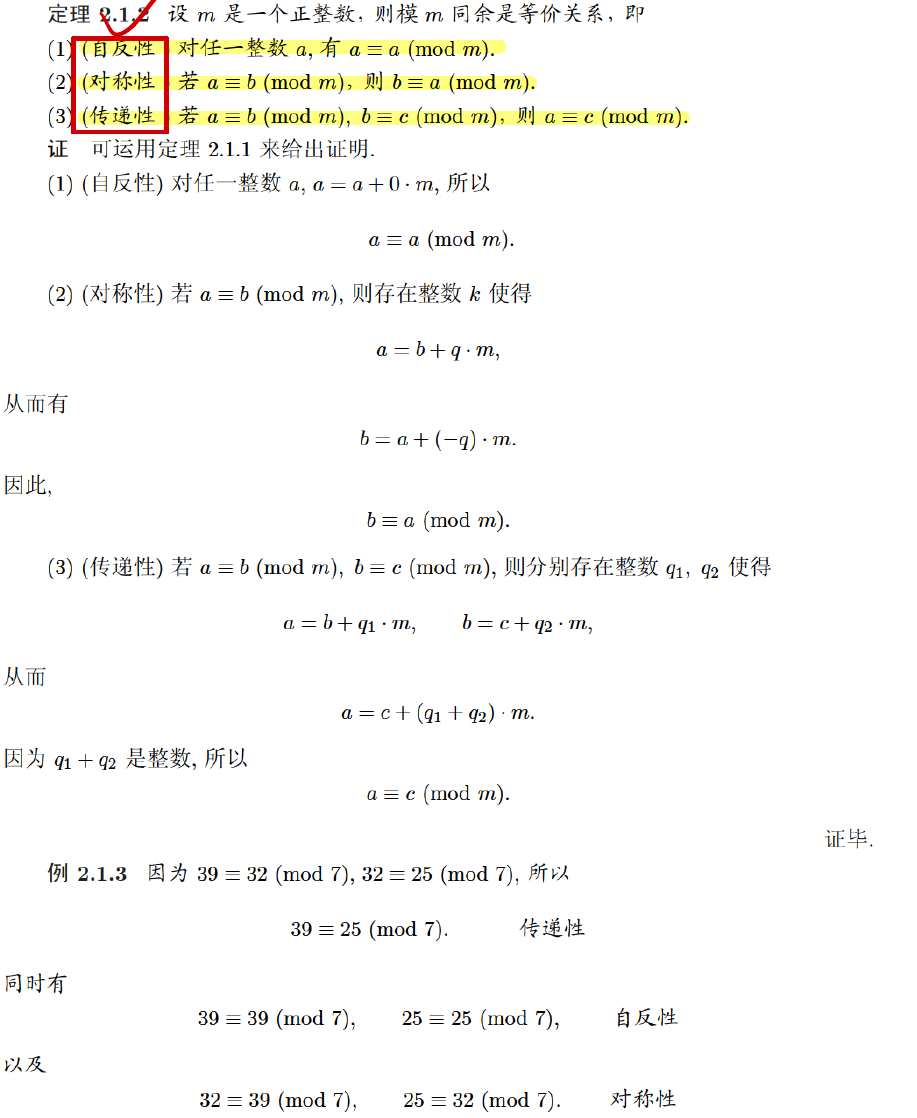 定理 2.1.2 设 m 是一个正整数, 则模 m 同余是等价关系, 即
(1) (自反性) 对任一整数 a, 有 a ≡ a (mod m).
(2) (对称性) 若 a ≡ b (mod m), 则 b ≡ a (mod m).
(3) (传递性) 若 a ≡ b (mod m), b ≡ c (mod m), 则 a ≡ c (mod m).
证 可运用定理 2.1.1 来给出证明.
(1) (自反性) 对任一整数 a, a = a + 0 · m, 所以
a ≡ a (mod m).
(2) (对称性) 若 a ≡ b (mod m), 则存在整数 k 使得
a = b + q · m,
从而有
b = a + (−q) · m.
因此,
b ≡ a (mod m).
(3) (传递性) 若 a ≡ b (mod m), b ≡ c (mod m), 则分别存在整数 q₁, q₂ 使得
a = b + q₁ · m, b = c + q₂ · m,
从而
a = c + (q₁ + q₂) · m.
因为 q₁ + q₂ 是整数, 所以
a ≡ c (mod m).
证毕.
例 2.1.3 因为 39 ≡ 32 (mod 7), 32 ≡ 25 (mod 7), 所以
39 ≡ 25 (mod 7). 传递性
同时有
39 ≡ 39 (mod 7), 25 ≡ 25 (mod 7), 自反性
以及
32 ≡ 39 (mod 7), 25 ≡ 32 (mod 7). 对称性